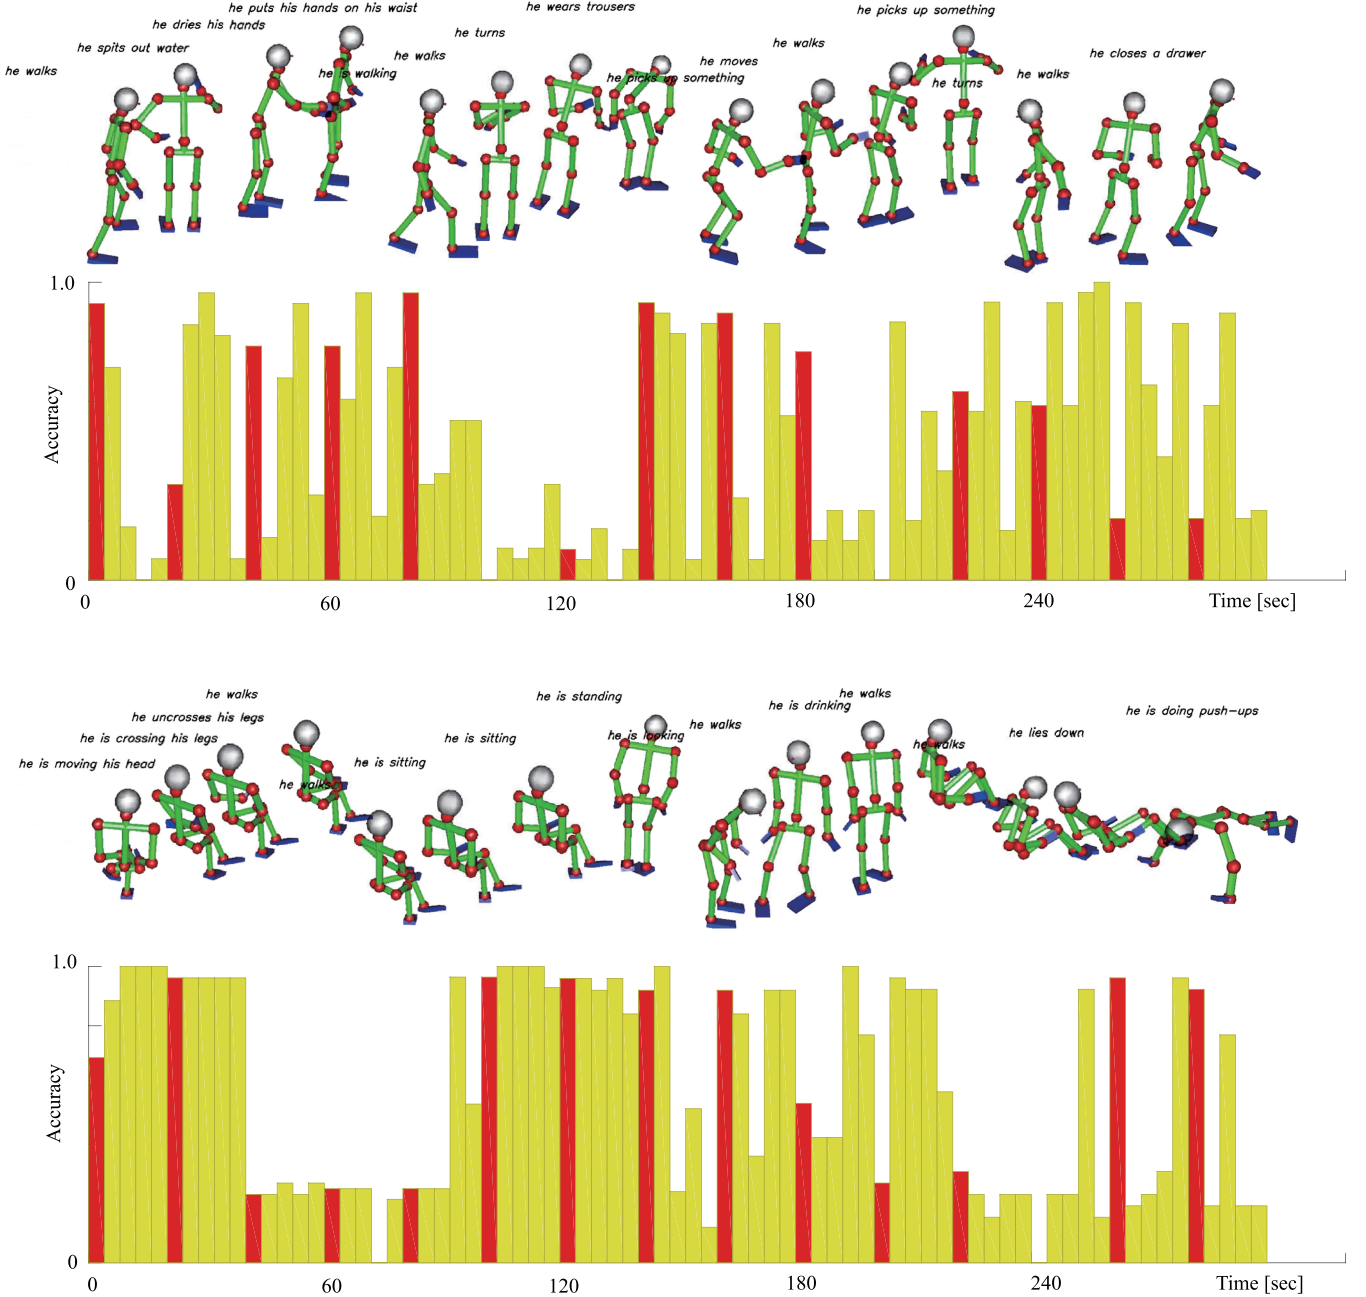 he puts his hands on his waist
he wears trousers
he picks up something
he dries his hands
he turns
he walks
he spits out water
he walks
he closes a drawer
he moves
he walks
he is walking
he picks up something
he walks
he turns
1.0
Accuracy
0
0
60
120
180
240
Time [sec]
he walks
he is standing
he walks
he is drinking
he uncrosses his legs
he walks
he is doing push-ups
he is crossing his legs
he is sitting
he is looking
he walks
he lies down
he is moving his head
he is sitting
he walks
1.0
Accuracy
0
0
60
120
180
240
Time [sec]